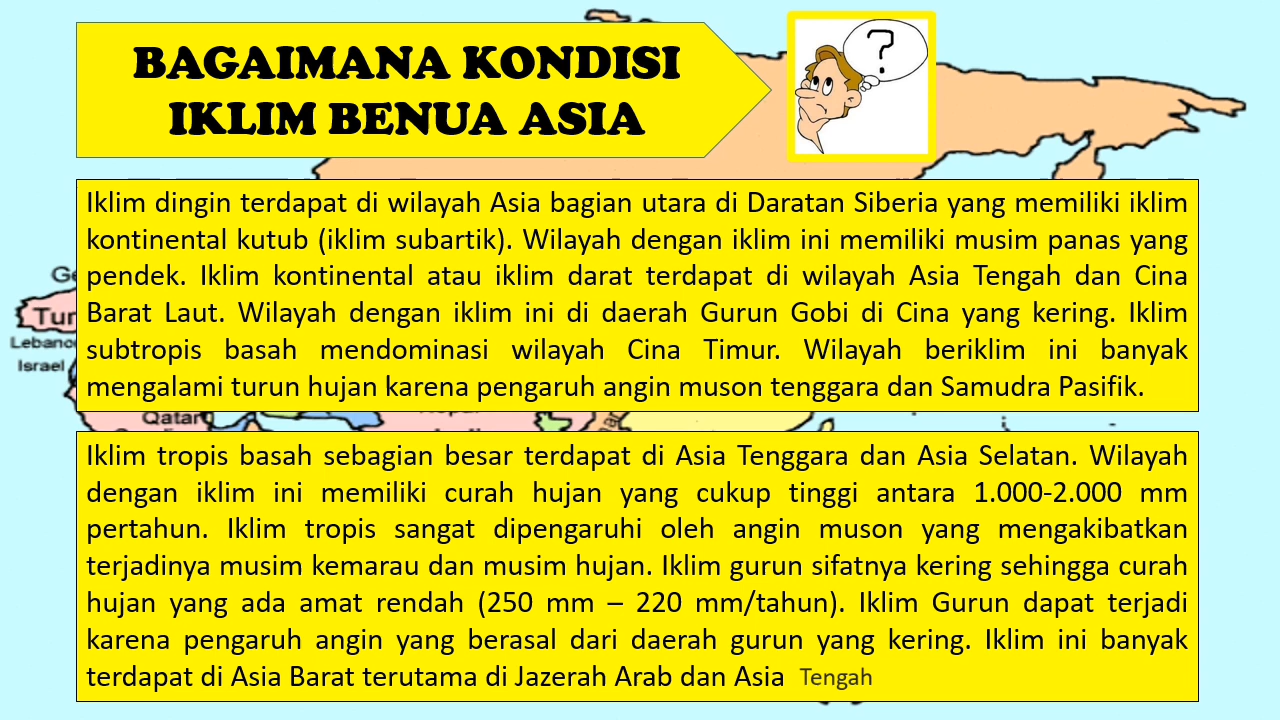 BAGAIMANA KONDISI
IKLIM BENUA ASIA
?
Iklim dingin terdapat di wilayah Asia bagian utara di Daratan Siberia yang memiliki iklim
kontinental kutub (iklim subartik). Wilayah dengan iklim ini memiliki musim panas yang
pendek. Iklim kontinental atau iklim darat terdapat di wilayah Asia Tengah dan Cina
Barat Laut. Wilayah dengan iklim ini di daerah Gurun Gobi di Cina yang kering. Iklim
subtropis basah mendominasi wilayah Cina Timur. Wilayah beriklim ini banyak
mengalami turun hujan karena pengaruh angin muson tenggara dan Samudra Pasifik.
Israel
Qatar
Iklim tropis basah sebagian besar terdapat di Asia Tenggara dan Asia Selatan. Wilayah
dengan iklim ini memiliki curah hujan yang cukup tinggi antara 1.000-2.000 mm
pertahun. Iklim tropis sangat dipengaruhi oleh angin muson yang mengakibatkan
terjadinya musim kemarau dan musim hujan. Iklim gurun sifatnya kering sehingga curah
hujan yang ada amat rendah (250 mm – 220 mm/tahun). Iklim Gurun dapat terjadi
karena pengaruh angin yang berasal dari daerah gurun yang kering. Iklim ini banyak
terdapat di Asia Barat terutama di Jazerah Arab dan Asia Tengah